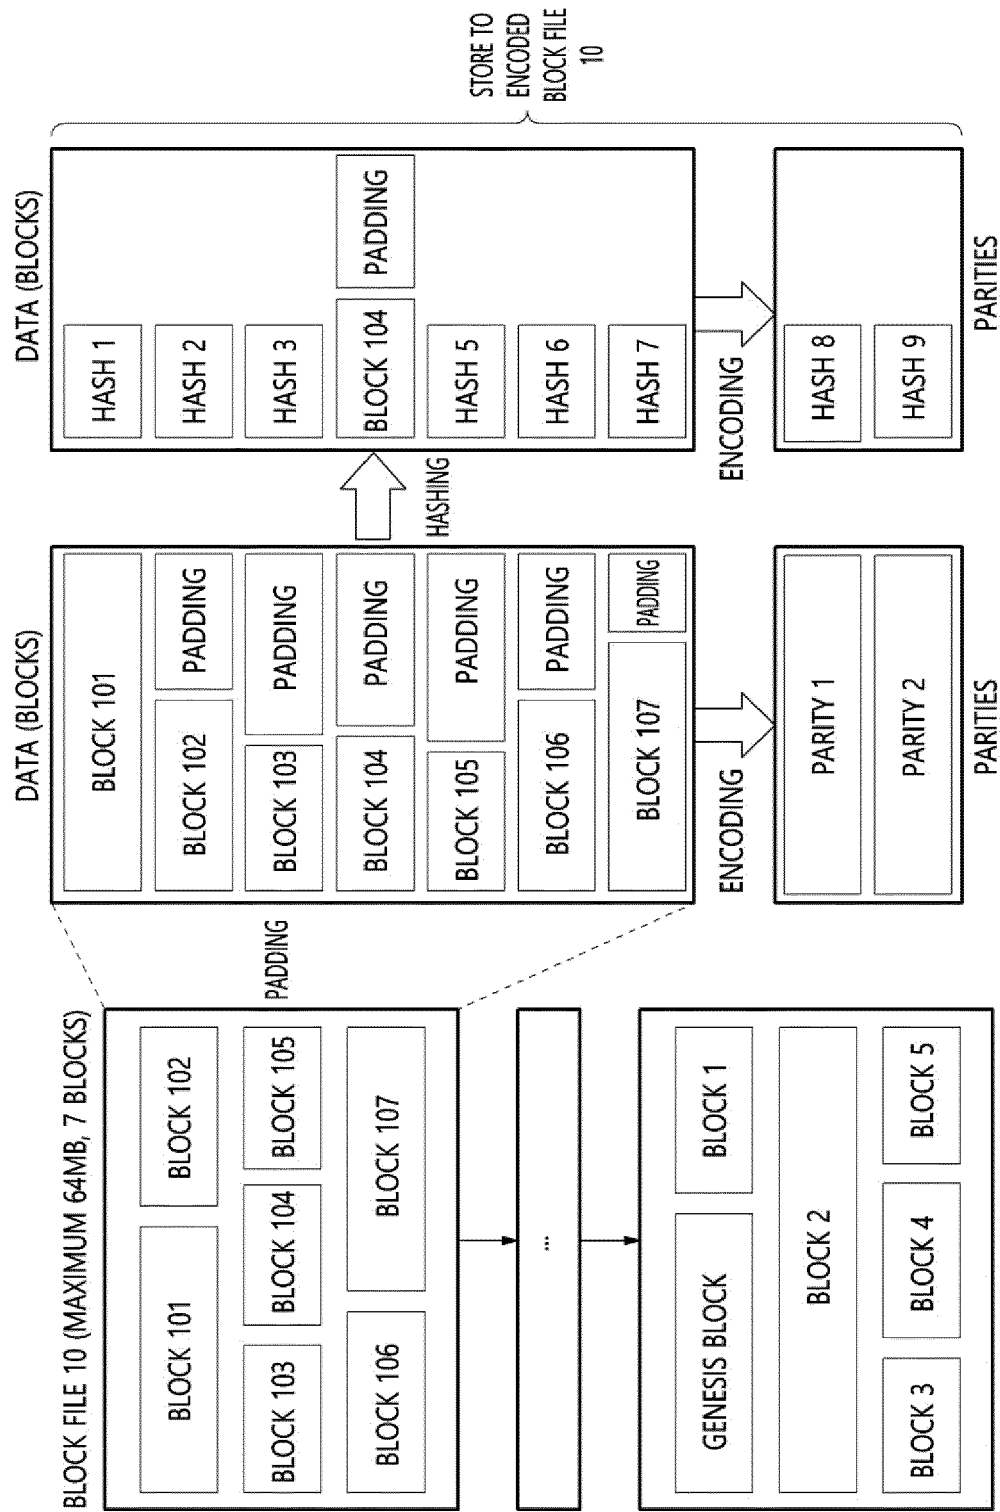 BLOCK FILE 10 (MAXIMUM 64MB, 7 BLOCKS)
BLOCK 101
BLOCK 102
BLOCK 103
BLOCK 104
BLOCK 105
BLOCK 106
BLOCK 107
...
GENESIS BLOCK
BLOCK 1
BLOCK 2
BLOCK 3
BLOCK 4
BLOCK 5
PADDING
DATA (BLOCKS)
BLOCK 101
BLOCK 102
PADDING
BLOCK 103
PADDING
BLOCK 104
PADDING
BLOCK 105
PADDING
BLOCK 106
PADDING
BLOCK 107
PADDING
ENCODING
PARITY 1
PARITY 2
PARITIES
HASHING
DATA (BLOCKS)
HASH 1
HASH 2
HASH 3
BLOCK 104
PADDING
HASH 5
HASH 6
HASH 7
ENCODING
HASH 8
HASH 9
PARITIES
STORE TO
ENCODED
BLOCK FILE
10